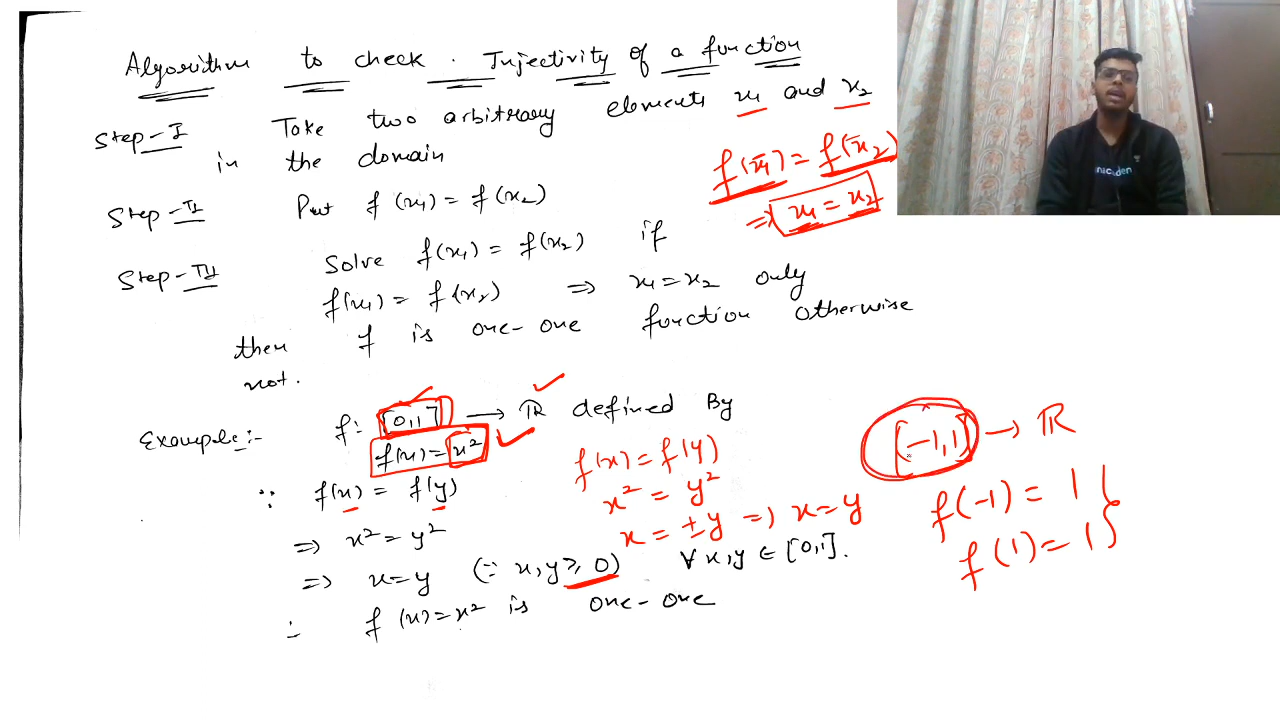 Algorithm to check. Injectivity of a function
Step-I Take two arbitrary elements x₁ and x₂
in the domain
f(x₁) = f(x₂)
⇒ x₁ = x₂
Step-II Put f(x₁) = f(x₂)
Step-III Solve f(x₁) = f(x₂) if
f(x₁) = f(x₂) ⇒ x₁ = x₂ only
then f is one-one function otherwise
not.
Example:- f: [0,1] → ℝ defined By
f(x) = x²
∵ f(x) = f(y)
⇒ x² = y²
⇒ x = y (∵ x, y ≥ 0) ∀ x, y ∈ [0,1].
∴ f(x) = x² is one-one
f(x) = f(y)
x² = y²
x = ± y ⇒ x = y
[-1,1] → ℝ
f(-1) = 1
f(1) = 1